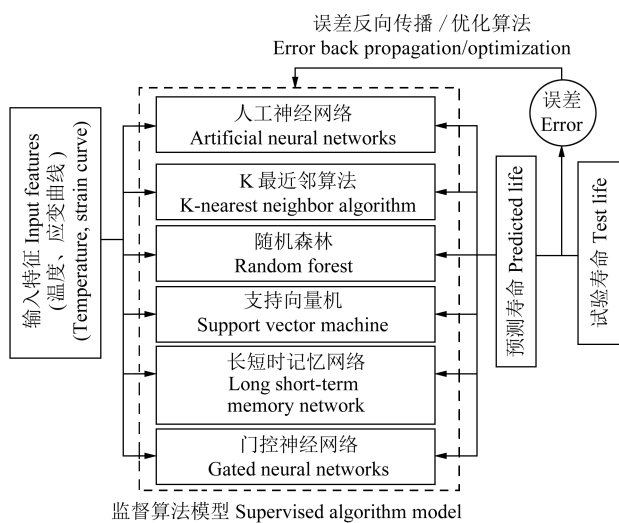 误差反向传播 / 优化算法
Error back propagation/optimization
误差
Error
输入特征 Input features
(温度、应变曲线)
(Temperature, strain curve)
人工神经网络
Artificial neural networks
K 最近邻算法
K-nearest neighbor algorithm
随机森林
Random forest
支持向量机
Support vector machine
长短时记忆网络
Long short-term
memory network
门控神经网络
Gated neural networks
预测寿命 Predicted life
试验寿命 Test life
监督算法模型 Supervised algorithm model